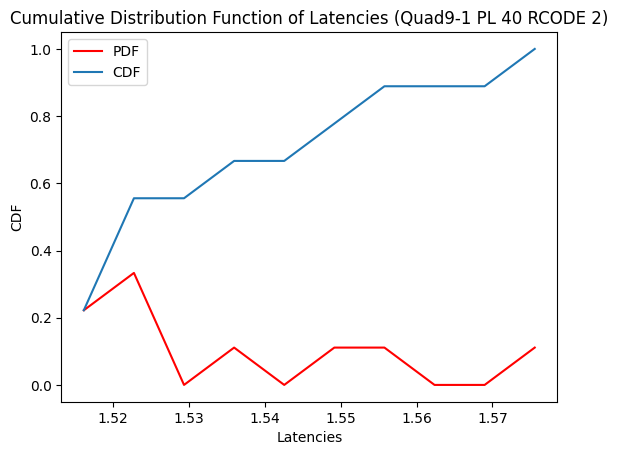 Cumulative Distribution Function of Latencies (Quad9-1 PL 40 RCODE 2)
PDF
CDF
1.0
0.8
0.6
0.4
0.2
0.0
CDF
1.52
1.53
1.54
1.55
1.56
1.57
Latencies